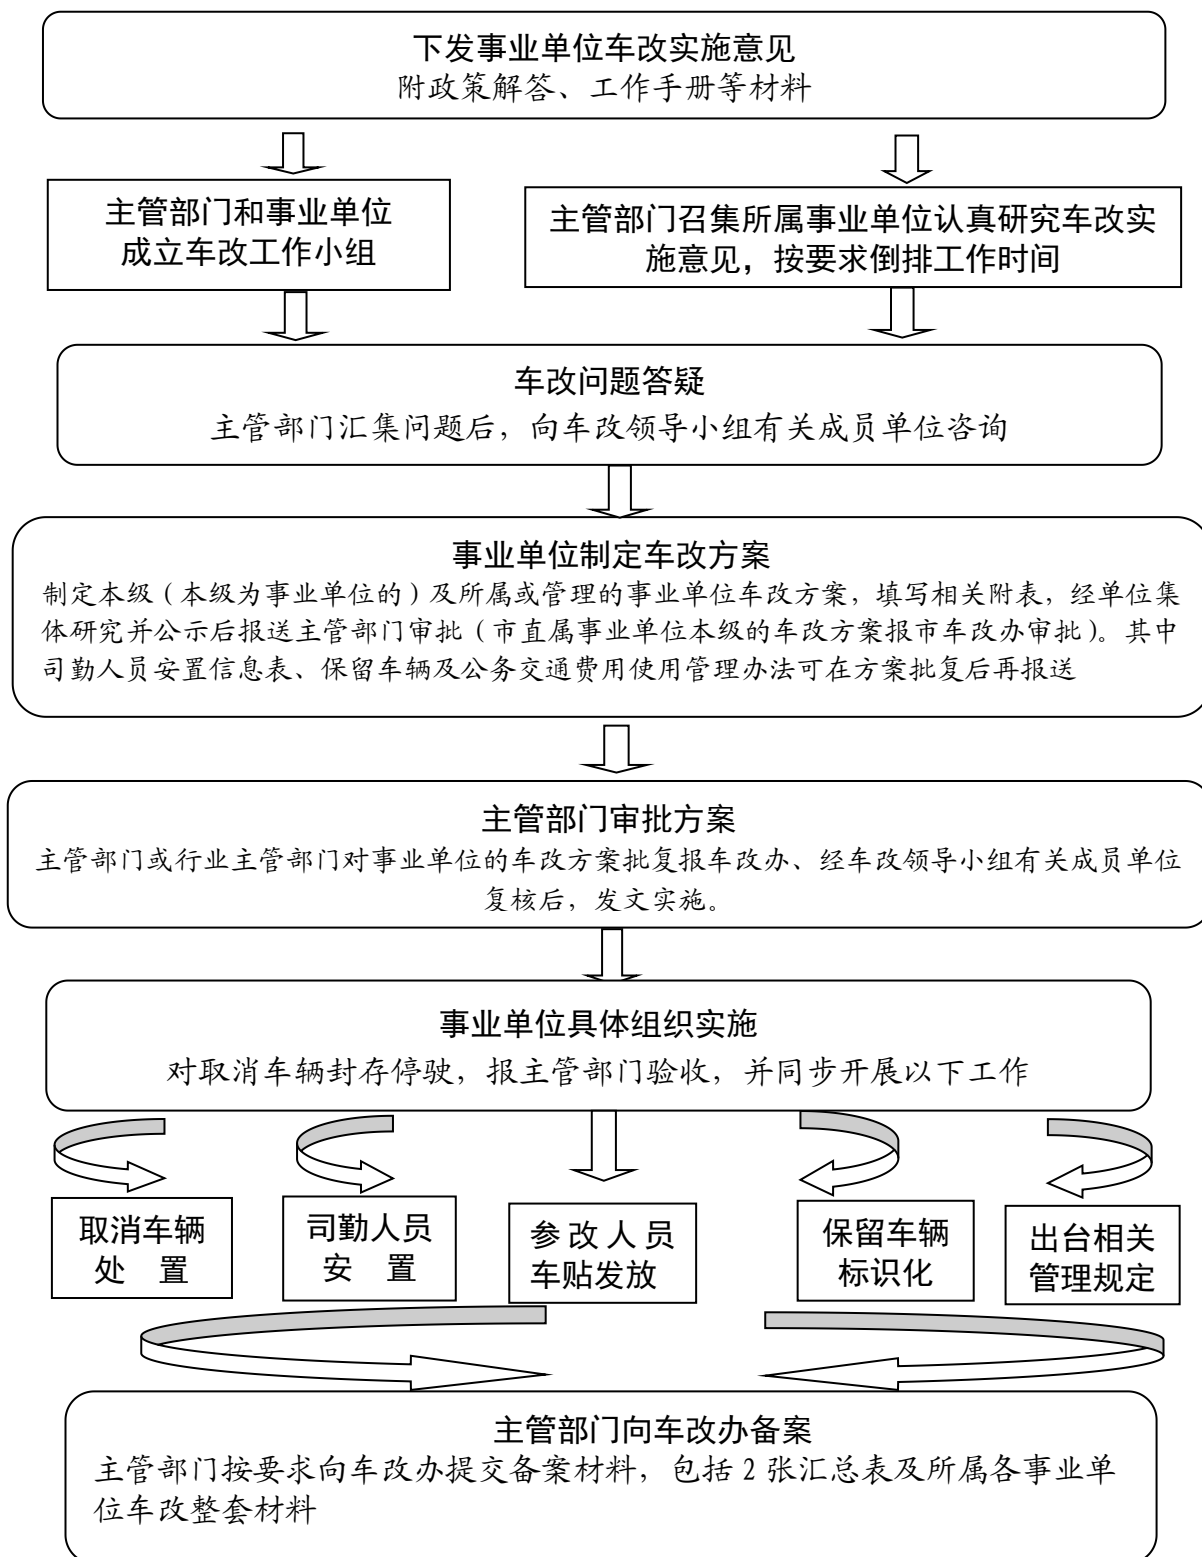 下发事业单位车改实施意见
附政策解答、工作手册等材料
主管部门和事业单位
成立车改工作小组
主管部门召集所属事业单位认真研究车改实
施意见，按要求倒排工作时间
车改问题答疑
主管部门汇集问题后，向车改领导小组有关成员单位咨询
事业单位制定车改方案
制定本级（本级为事业单位的）及所属或管理的事业单位车改方案，填写相关附表，经单位集
体研究并公示后报送主管部门审批（市直属事业单位本级的车改方案报市车改办审批）。其中
司勤人员安置信息表、保留车辆及公务交通费用使用管理办法可在方案批复后再报送
主管部门审批方案
主管部门或行业主管部门对事业单位的车改方案批复报车改办、经车改领导小组有关成员单位
复核后，发文实施。
事业单位具体组织实施
对取消车辆封存停驶，报主管部门验收，并同步开展以下工作
取消车辆
处 置
司勤人员
安 置
参改人员
车贴发放
保留车辆
标识化
出台相关
管理规定
主管部门向车改办备案
主管部门按要求向车改办提交备案材料，包括 2 张汇总表及所属各事业单
位车改整套材料